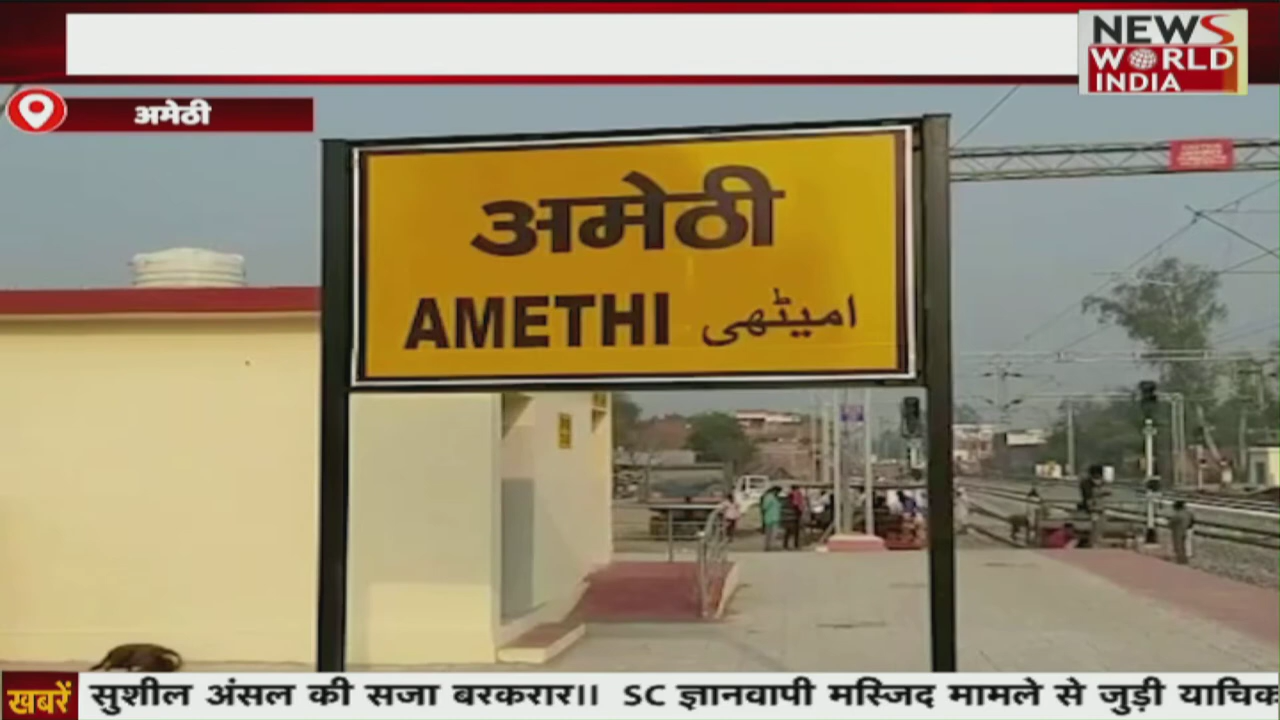 NEWS
WORLD
INDIA
अमेठी
अमेठी
AMETHI امیٹھی
खबरें सुशील अंसल की सजा बरकरार।। SC ज्ञानवापी मस्जिद मामले से जुड़ी याचिक